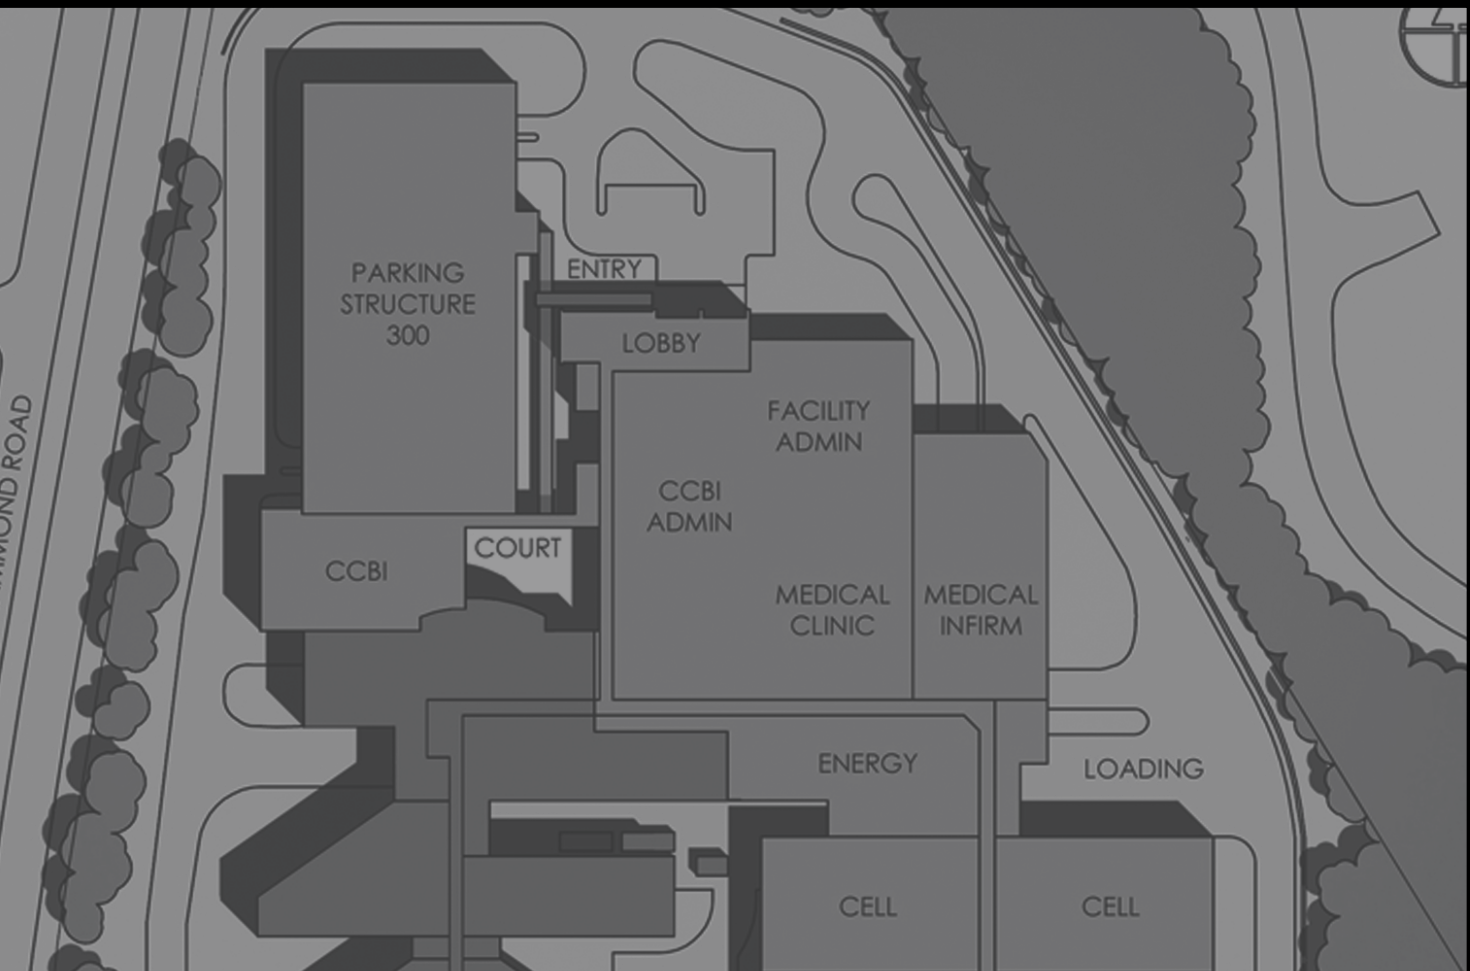 PARKING
STRUCTURE
300
ENTRY
LOBBY
FACILITY
ADMIN
CCBI
ADMIN
COURT
CCBI
MEDICAL
CLINIC
MEDICAL
INFIRM
ENERGY
LOADING
CELL
CELL
ROAD